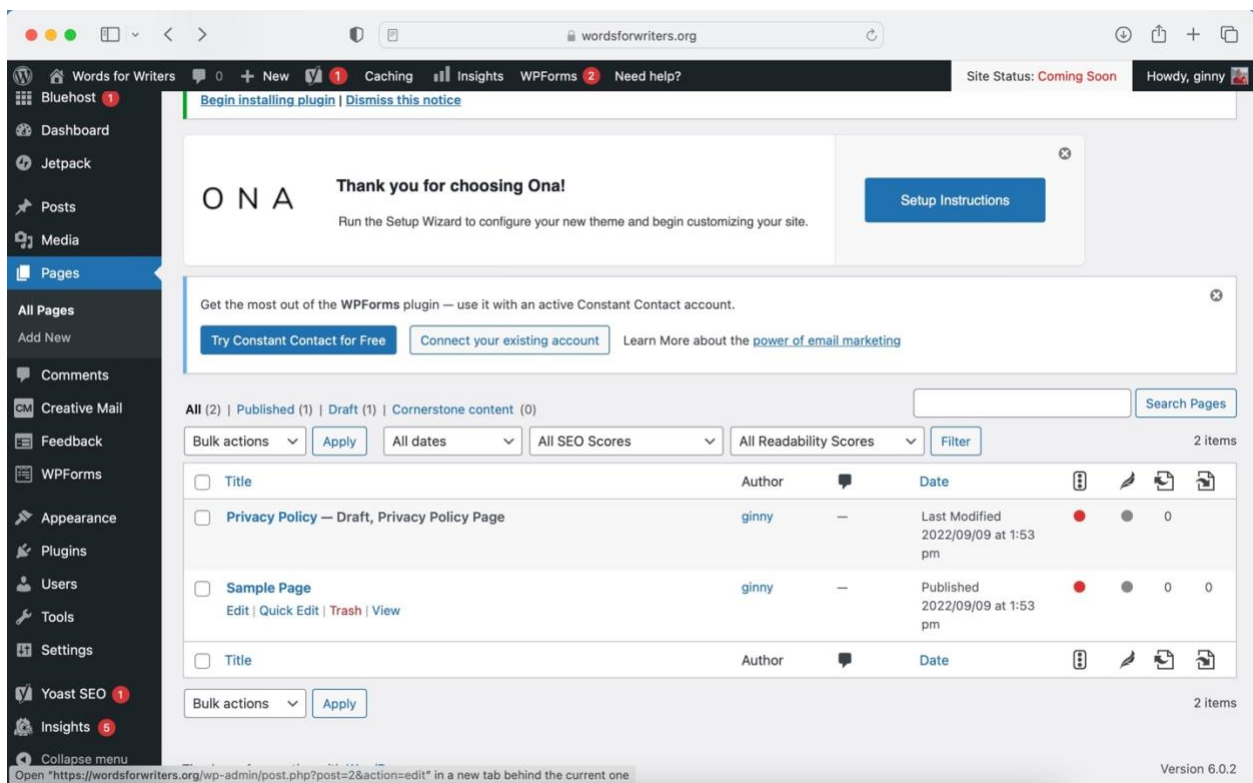 wordsforwriters.org
Words for Writers 0 + New 1 Caching Insights WPForms 2 Need help? Site Status: Coming Soon Howdy, ginny
Bluehost 1
Dashboard
Jetpack
Posts
Media
Pages
All Pages
Add New
Comments
CM Creative Mail
Feedback
WPForms
Appearance
Plugins
Users
Tools
Settings
Yoast SEO 1
Insights 5
Collapse menu
Begin installing plugin | Dismiss this notice
ONA
Thank you for choosing Ona!
Run the Setup Wizard to configure your new theme and begin customizing your site.
Setup Instructions
Get the most out of the WPForms plugin — use it with an active Constant Contact account.
Try Constant Contact for Free Connect your existing account Learn More about the power of email marketing
All (2) | Published (1) | Draft (1) | Cornerstone content (0)
Search Pages
Bulk actions Apply All dates All SEO Scores All Readability Scores Filter 2 items
Title Author Date
Privacy Policy — Draft, Privacy Policy Page ginny — Last Modified 0
2022/09/09 at 1:53
pm
Sample Page ginny — Published 0 0
Edit | Quick Edit | Trash | View 2022/09/09 at 1:53
pm
Title Author Date
Bulk actions Apply 2 items
Open "https://wordsforwriters.org/wp-admin/post.php?post=2&action=edit" in a new tab behind the current one
Version 6.0.2